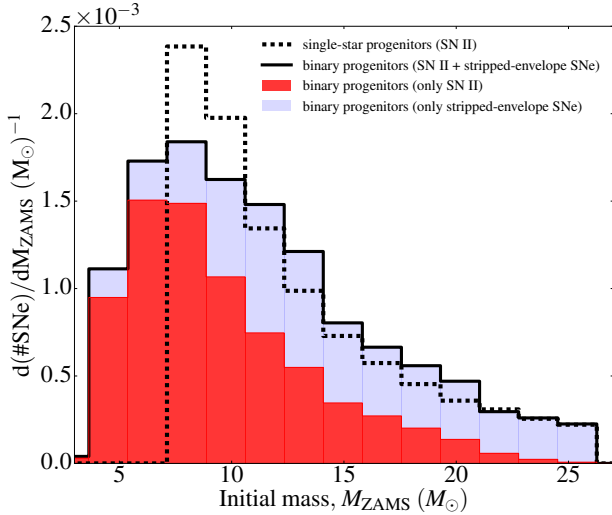 ×10⁻³
2.5
single-star progenitors (SN II)
binary progenitors (SN II + stripped-envelope SNe)
binary progenitors (only SN II)
binary progenitors (only stripped-envelope SNe)
2.0
1.5
1.0
0.5
0.0
d(#SNe)/dM_ZAMS (M_⊙)⁻¹
5 10 15 20 25
Initial mass, M_ZAMS (M_⊙)